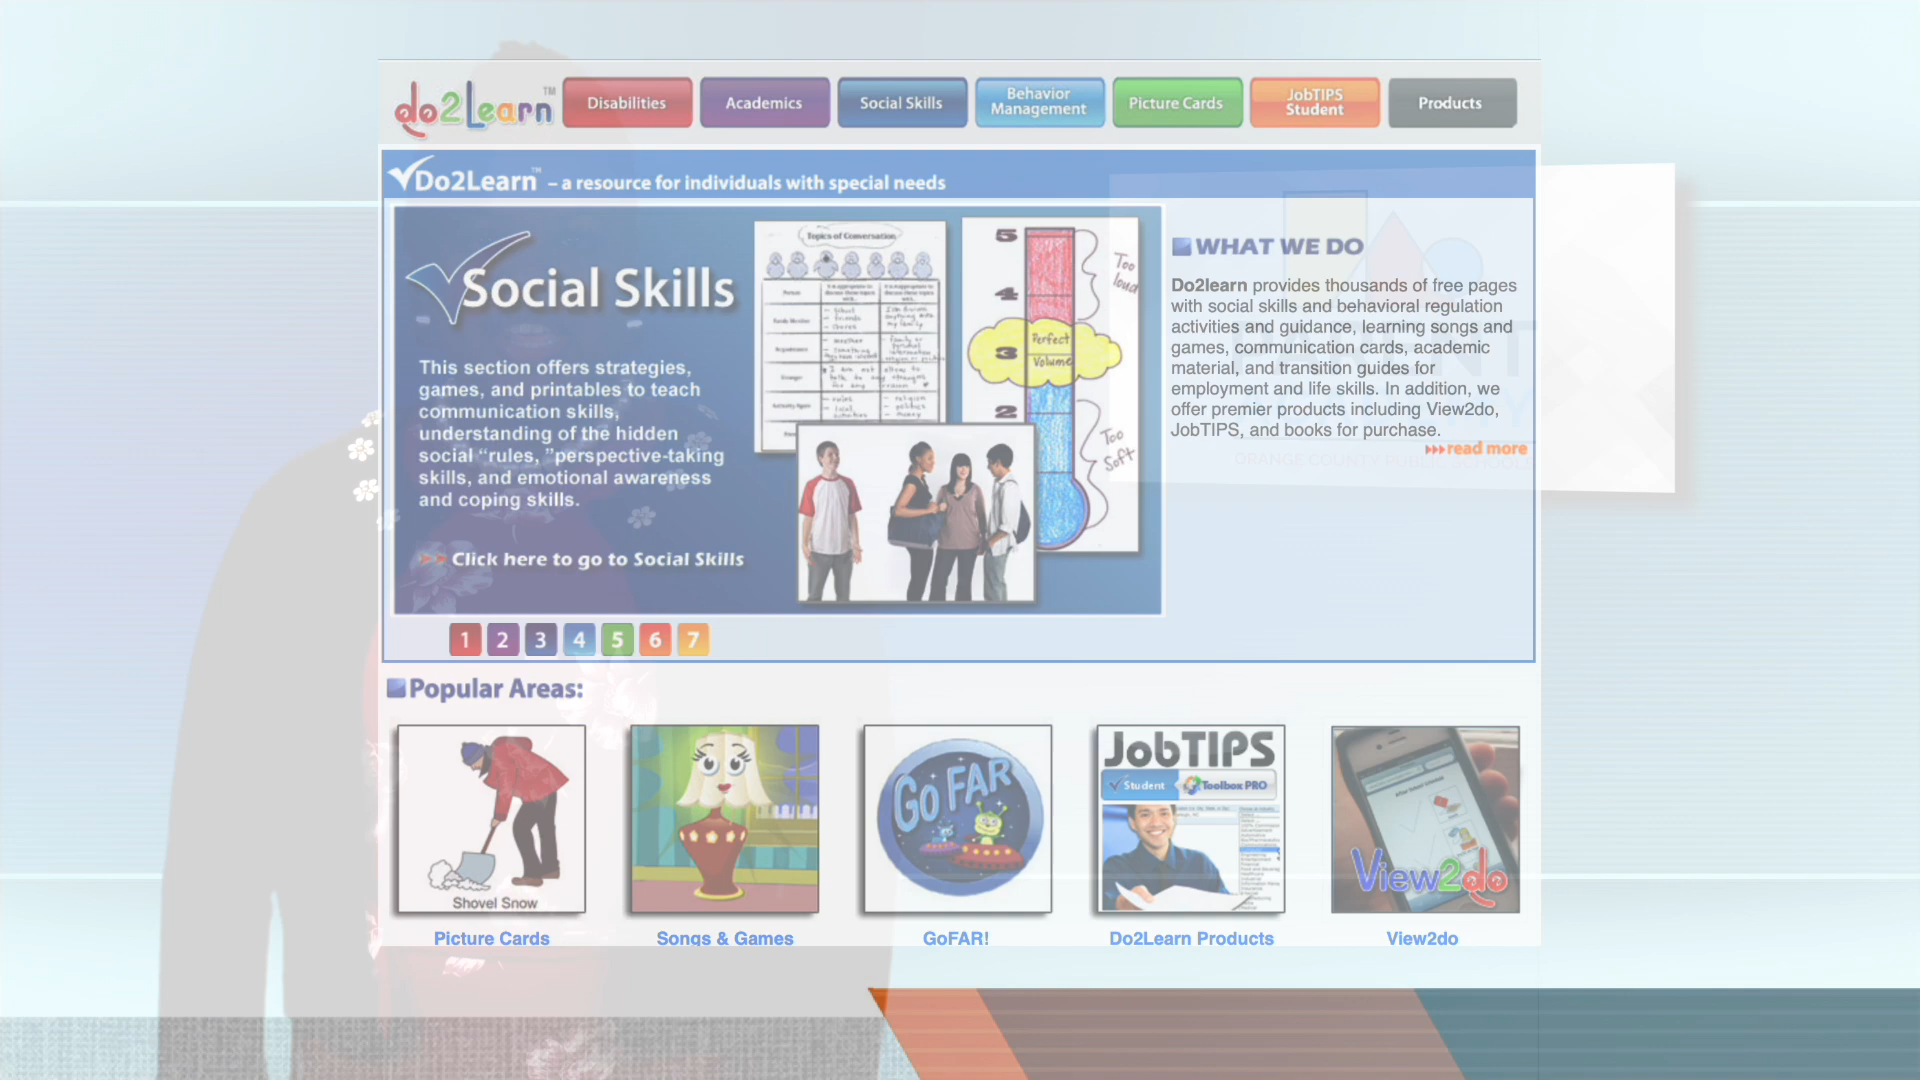 do2Learn™
Disabilities
Academics
Social Skills
Behavior
Management
Picture Cards
JobTIPS
Student
Products
Do2Learn™ – a resource for individuals with special needs
Social Skills
This section offers strategies,
games, and printables to teach
communication skills,
understanding of the hidden
social “rules, ”perspective-taking
skills, and emotional awareness
and coping skills.
Click here to go to Social Skills
Topics of Conversation
5
4
3
2
Too
loud
Perfect
Volume
Too
Soft
WHAT WE DO
Do2learn provides thousands of free pages
with social skills and behavioral regulation
activities and guidance, learning songs and
games, communication cards, academic
material, and transition guides for
employment and life skills. In addition, we
offer premier products including View2do,
JobTIPS, and books for purchase.
read more
ORANGE COUNTY PUBLIC SCHOOLS
1 2 3 4 5 6 7
Popular Areas:
Shovel Snow
GO FAR
JobTIPS
Student
Toolbox PRO
View2do
Picture Cards
Songs & Games
GoFAR!
Do2Learn Products
View2do